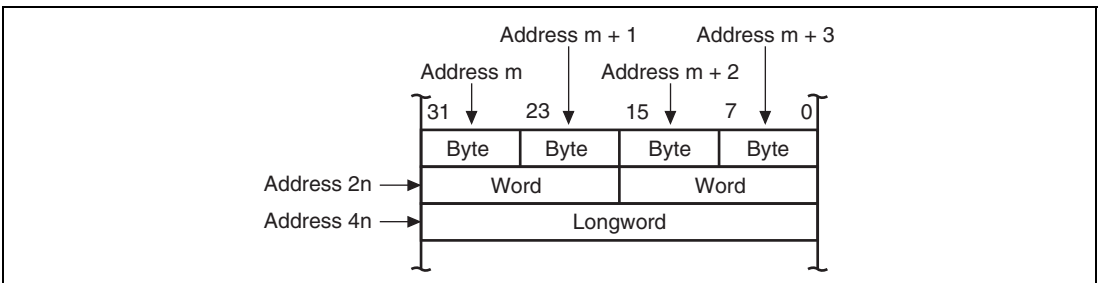 Address m + 1 Address m + 3
Address m Address m + 2
31 23 15 7 0
Byte Byte Byte Byte
Address 2n Word Word
Address 4n Longword